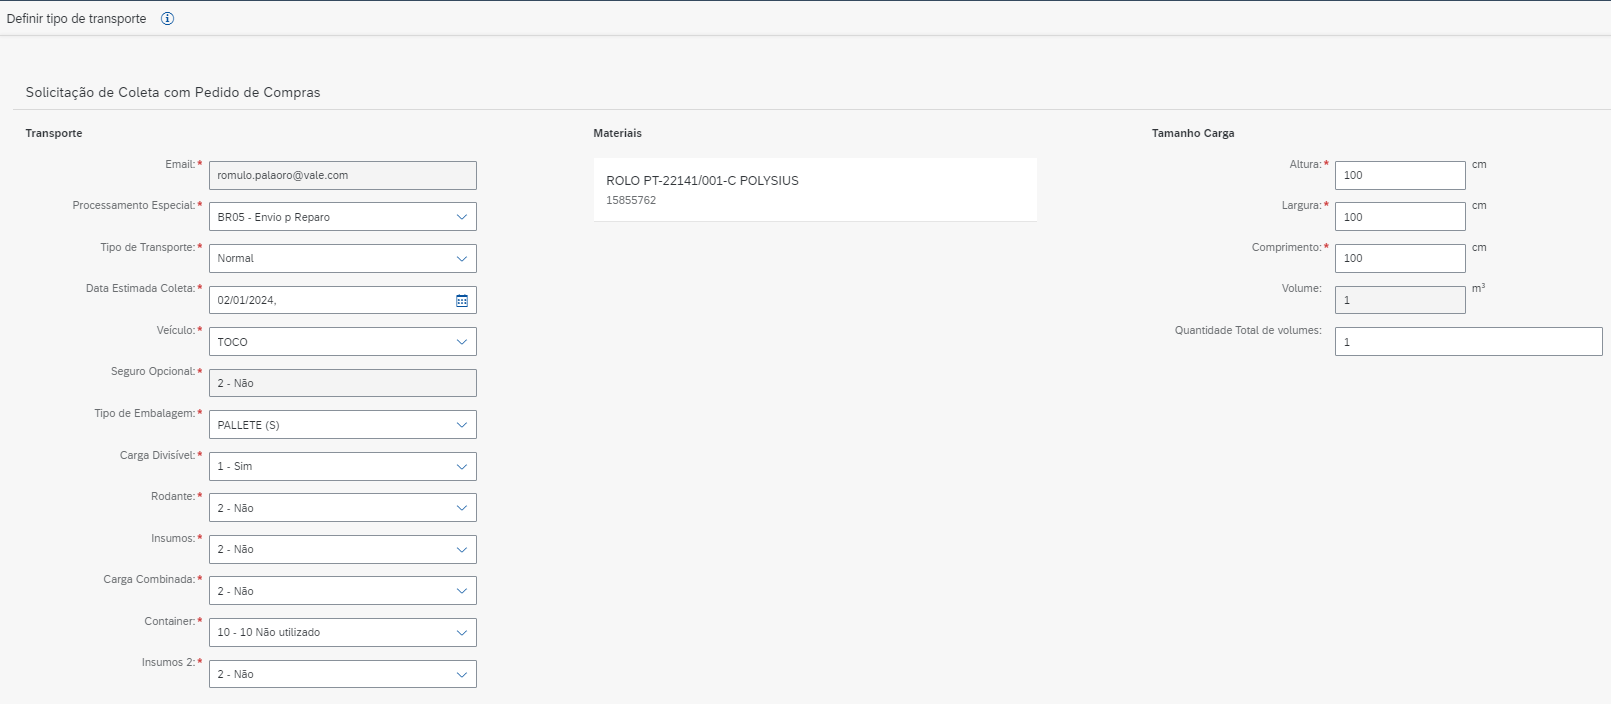 Definir tipo de transporte
Solicitação de Coleta com Pedido de Compras
Transporte
Email:* romulo.palaoro@vale.com
Processamento Especial:* BR05 - Envio p Reparo
Tipo de Transporte:* Normal
Data Estimada Coleta:* 02/01/2024,
Veículo:* TOCO
Seguro Opcional:* 2 - Não
Tipo de Embalagem:* PALLETE (S)
Carga Divisível:* 1 - Sim
Rodante:* 2 - Não
Insumos:* 2 - Não
Carga Combinada:* 2 - Não
Container:* 10 - 10 Não utilizado
Insumos 2:* 2 - Não
Materiais
ROLO PT-22141/001-C POLYSIUS
15855762
Tamanho Carga
Altura:* 100 cm
Largura:* 100 cm
Comprimento:* 100 cm
Volume: 1 m³
Quantidade Total de volumes: 1